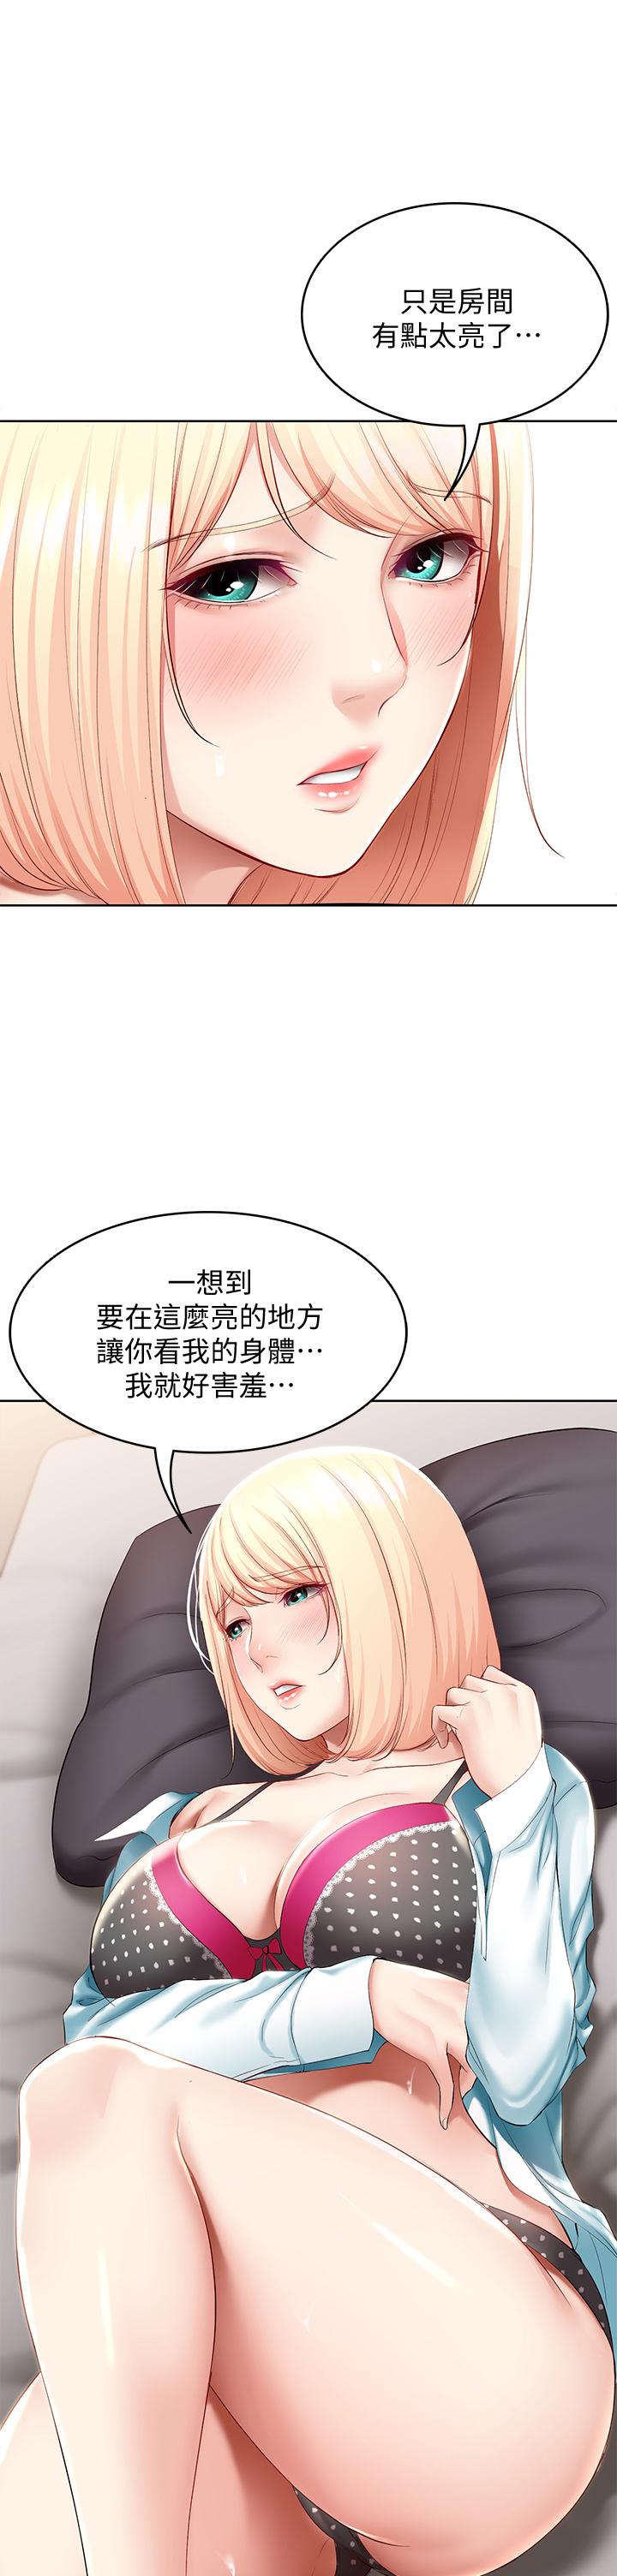 只是房間
有點太亮了⋯
一想到
要在這麼亮的地方
讓你看我的身體⋯
我就好害羞⋯